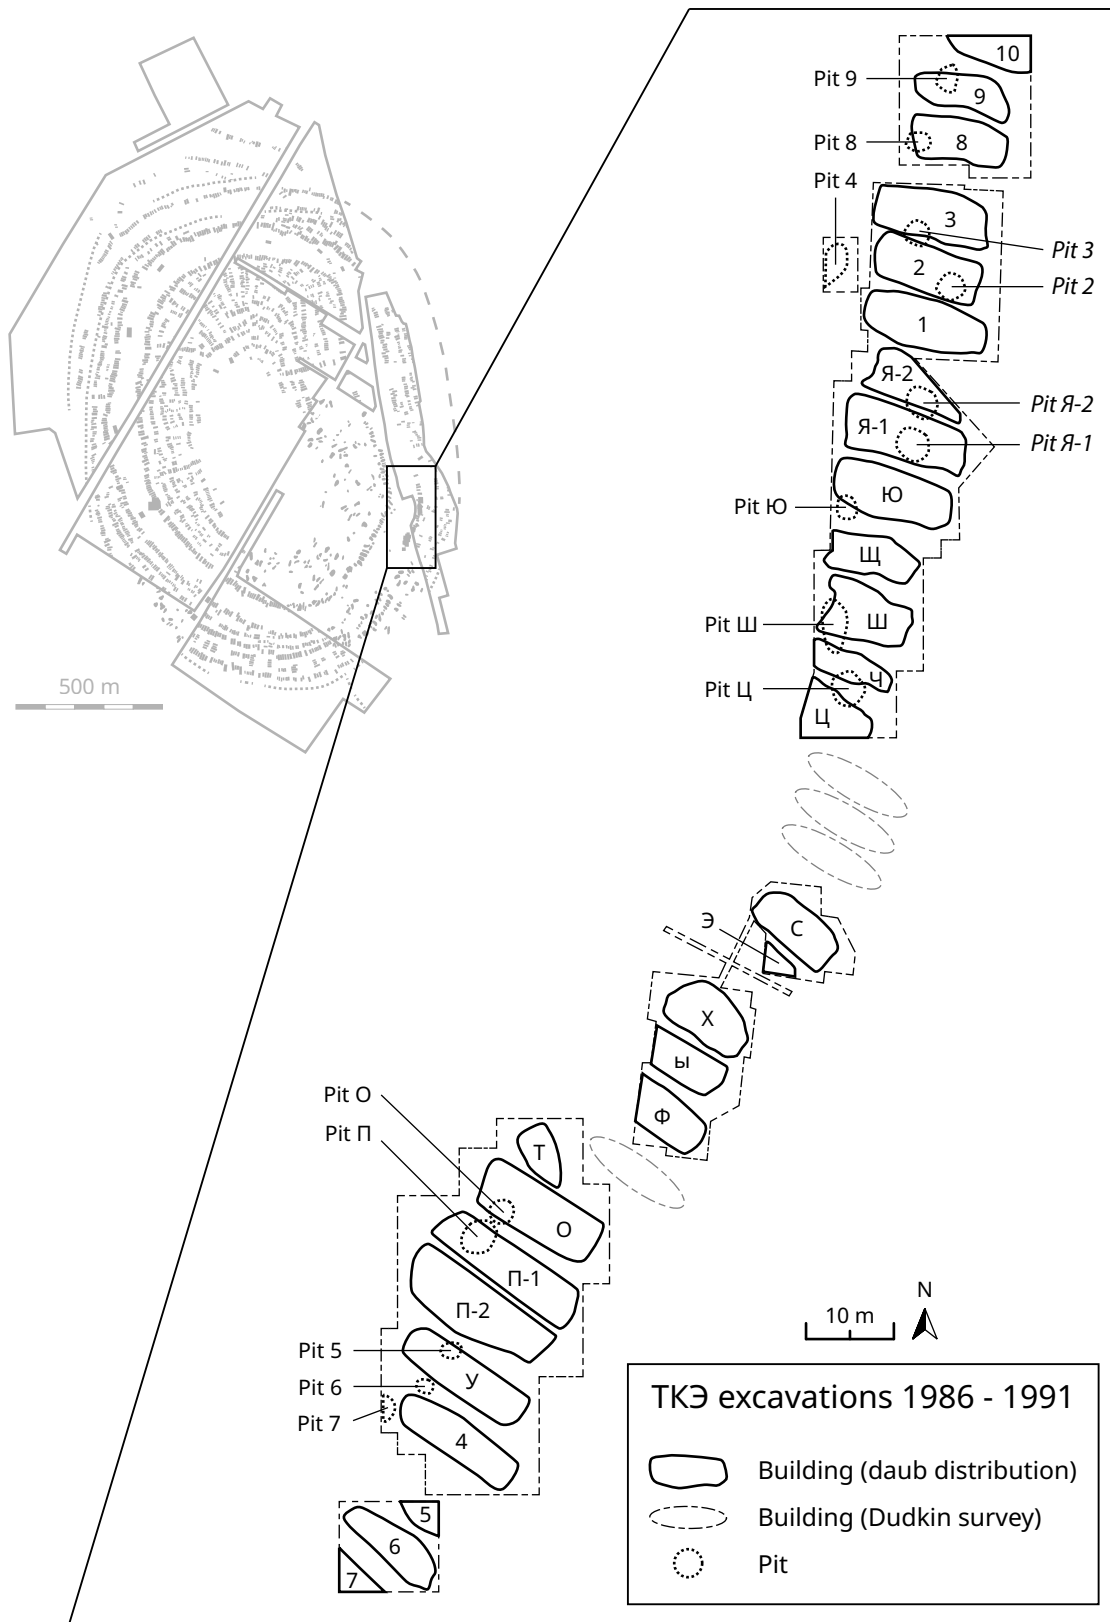 10
Pit 9
9
Pit 8
8
Pit 4
3
Pit 3
2
Pit 2
1
Я-2
Pit Я-2
Я-1
Pit Я-1
Ю
Pit Ю
Щ
Pit Ш
Ш
Ч
Pit Ц
Ц
500 m
С
Э
Х
ы
Ф
Pit О
Pit П
Т
О
П-1
П-2
Pit 5
У
Pit 6
Pit 7
4
5
6
7
10 m
N
ТКЭ excavations 1986 - 1991
Building (daub distribution)
Building (Dudkin survey)
Pit